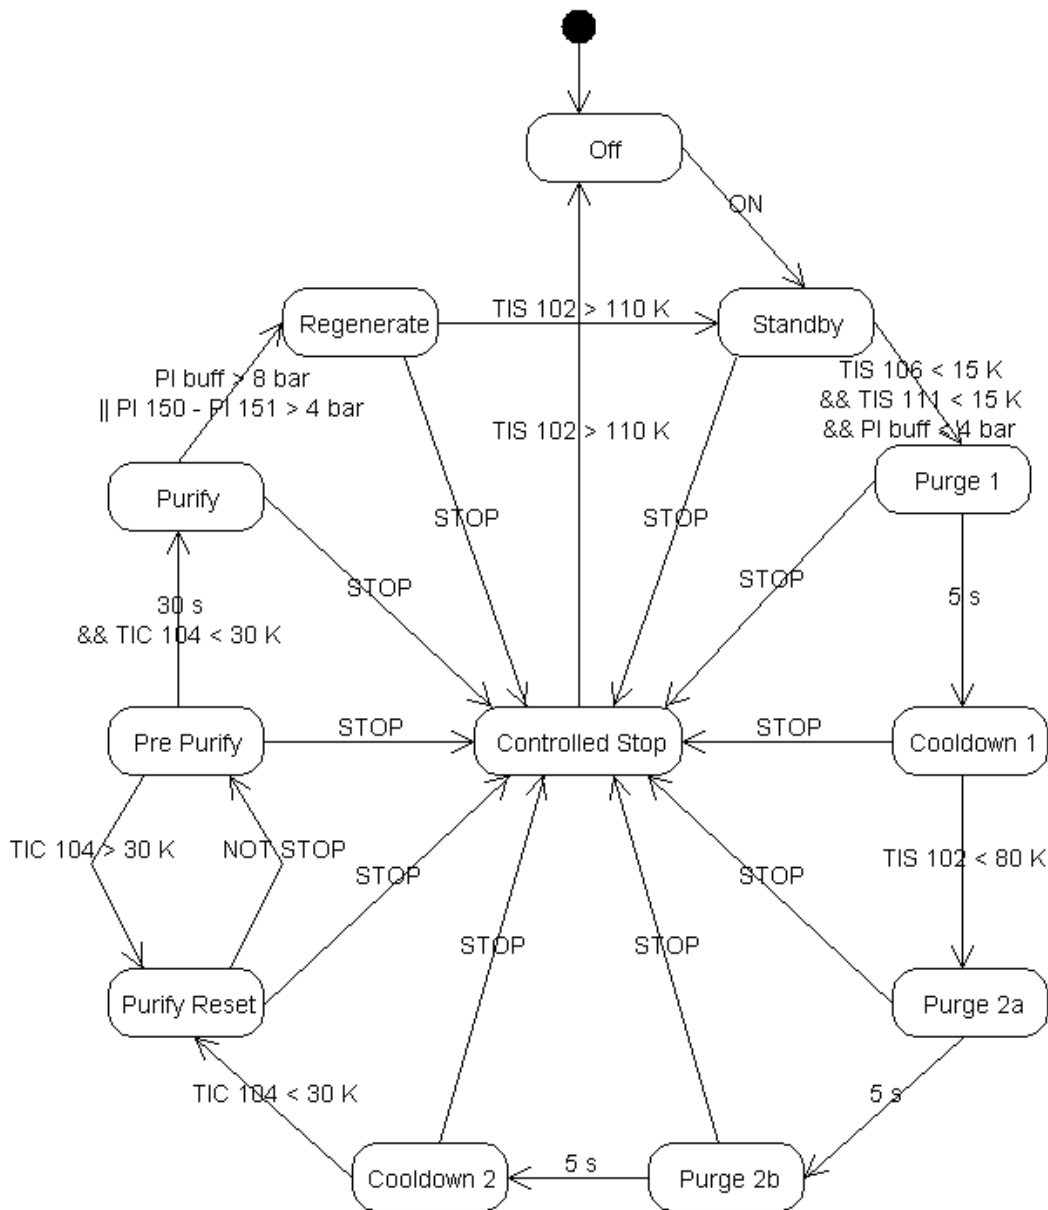 Off
ON
Regenerate
TIS 102 > 110 K
Standby
PI buff > 8 bar
|| PI 150 - PI 151 > 4 bar
TIS 106 < 15 K
&& TIS 111 < 15 K
&& PI buff < 4 bar
TIS 102 > 110 K
Purify
Purge 1
STOP
STOP
STOP
STOP
30 s
&& TIC 104 < 30 K
5 s
Pre Purify
STOP
Controlled Stop
STOP
Cooldown 1
TIC 104 > 30 K
NOT STOP
STOP
STOP
TIS 102 < 80 K
STOP
STOP
Purify Reset
Purge 2a
TIC 104 < 30 K
5 s
Cooldown 2
5 s
Purge 2b